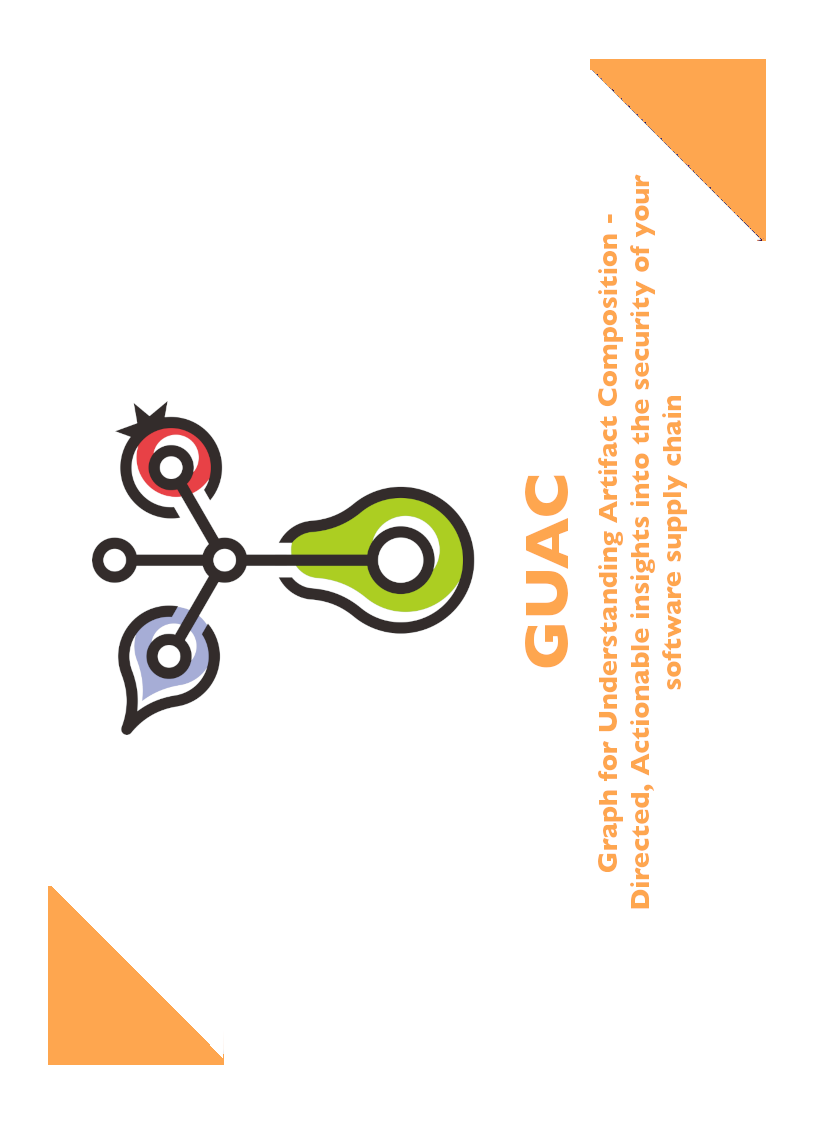 GUAC
Graph for Understanding Artifact Composition -
Directed, Actionable insights into the security of your
software supply chain